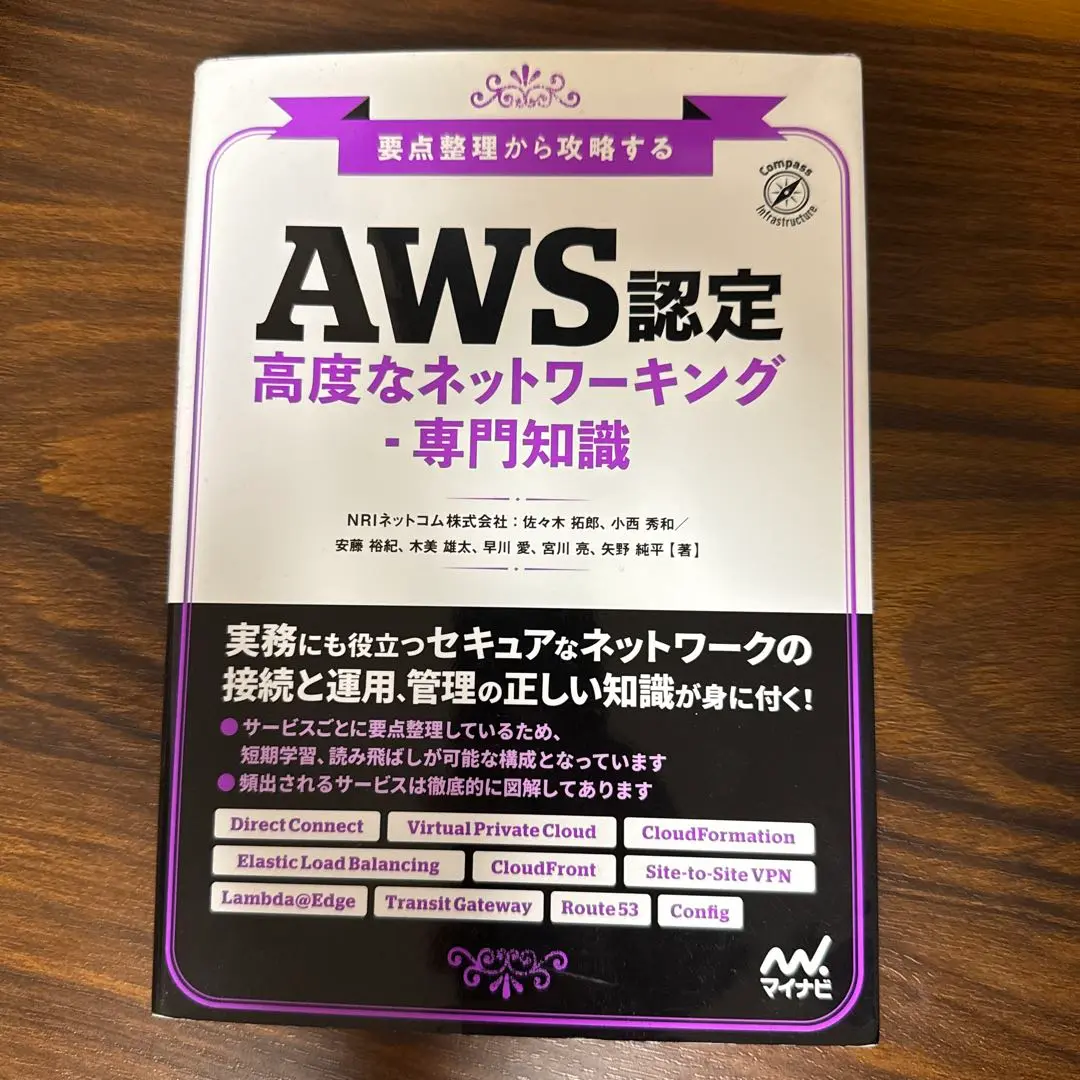 要点整理から攻略する
Compass
Infrastructure
AWS認定
高度なネットワーキング
-専門知識
NRIネットコム株式会社：佐々木 拓郎、小西 秀和／
安藤 裕紀、木美 雄太、早川 愛、宮川 亮、矢野 純平【著】
実務にも役立つセキュアなネットワークの
接続と運用、管理の正しい知識が身に付く！
●サービスごとに要点整理しているため、
短期学習、読み飛ばしが可能な構成となっています
●頻出されるサービスは徹底的に図解してあります
Direct Connect Virtual Private Cloud CloudFormation
Elastic Load Balancing CloudFront Site-to-Site VPN
Lambda@Edge Transit Gateway Route 53 Config
マイナビ